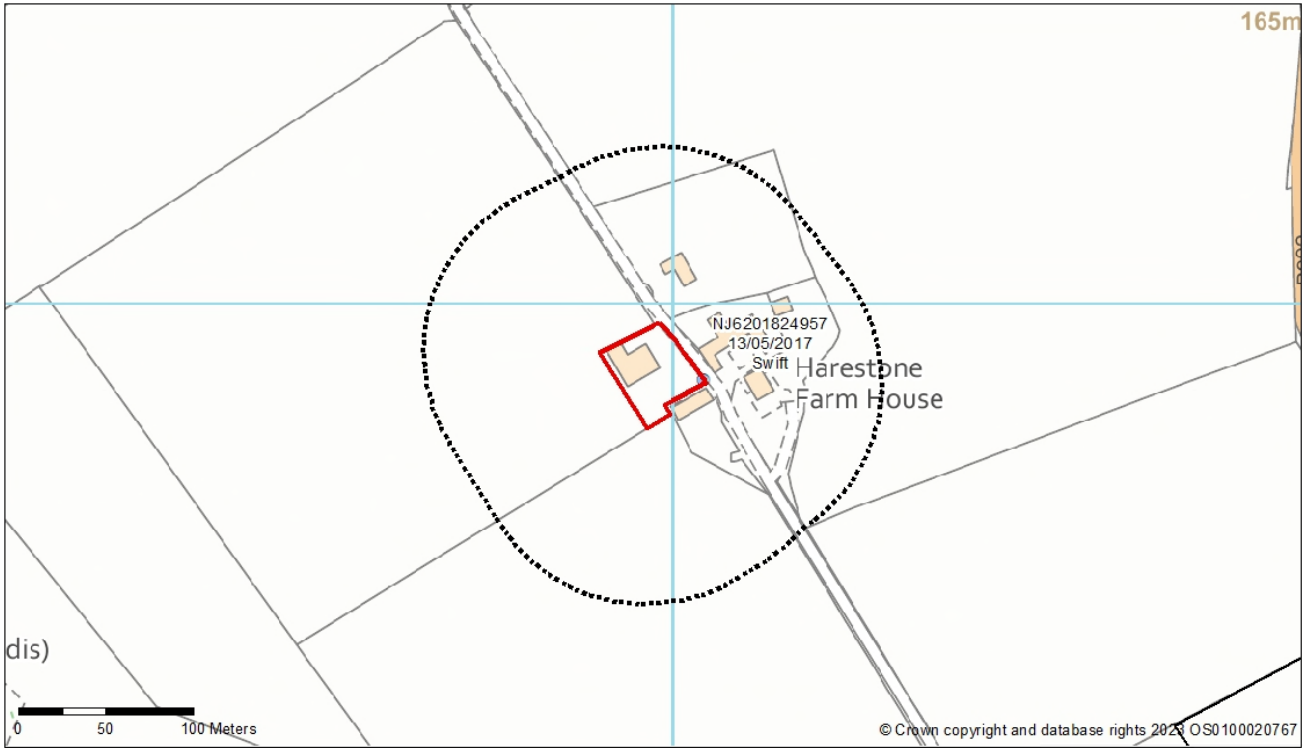 165m
NJ6201824957
13/05/2017
Swift
Harestone
Farm House
dis)
0 50 100 Meters
© Crown copyright and database rights 2023 OS0100020767